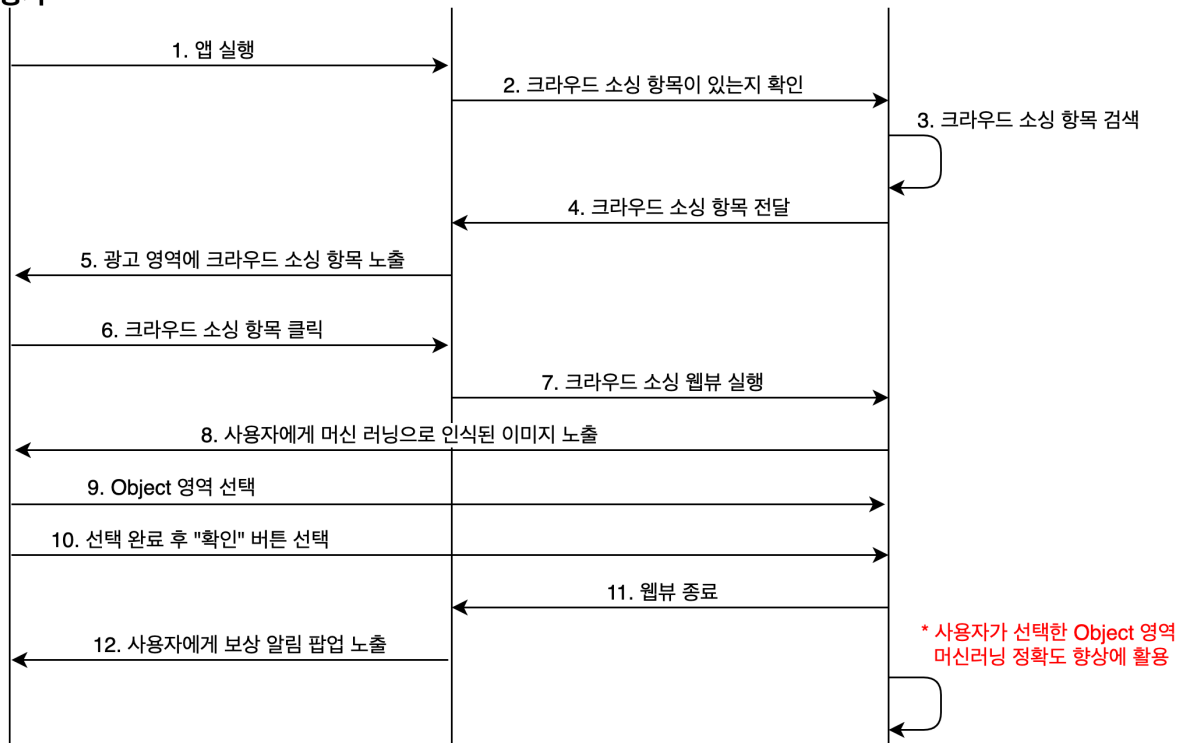 1. 앱 실행
2. 크라우드 소싱 항목이 있는지 확인
3. 크라우드 소싱 항목 검색
4. 크라우드 소싱 항목 전달
5. 광고 영역에 크라우드 소싱 항목 노출
6. 크라우드 소싱 항목 클릭
7. 크라우드 소싱 웹뷰 실행
8. 사용자에게 머신 러닝으로 인식된 이미지 노출
9. Object 영역 선택
10. 선택 완료 후 "확인" 버튼 선택
11. 웹뷰 종료
12. 사용자에게 보상 알림 팝업 노출
* 사용자가 선택한 Object 영역
머신러닝 정확도 향상에 활용